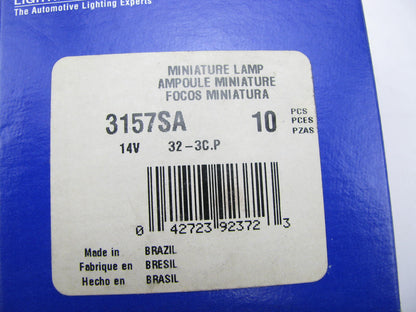 The Automotive Lighting Experts
MINIATURE LAMP
AMPOULE MINIATURE
FOCOS MINIATURA
3157SA 10 PCS
PCES
PZAS
14V 32-3C.P
0 42723 92372 3
Made in BRAZIL
Fabrique en BRESIL
Hecho en BRASIL